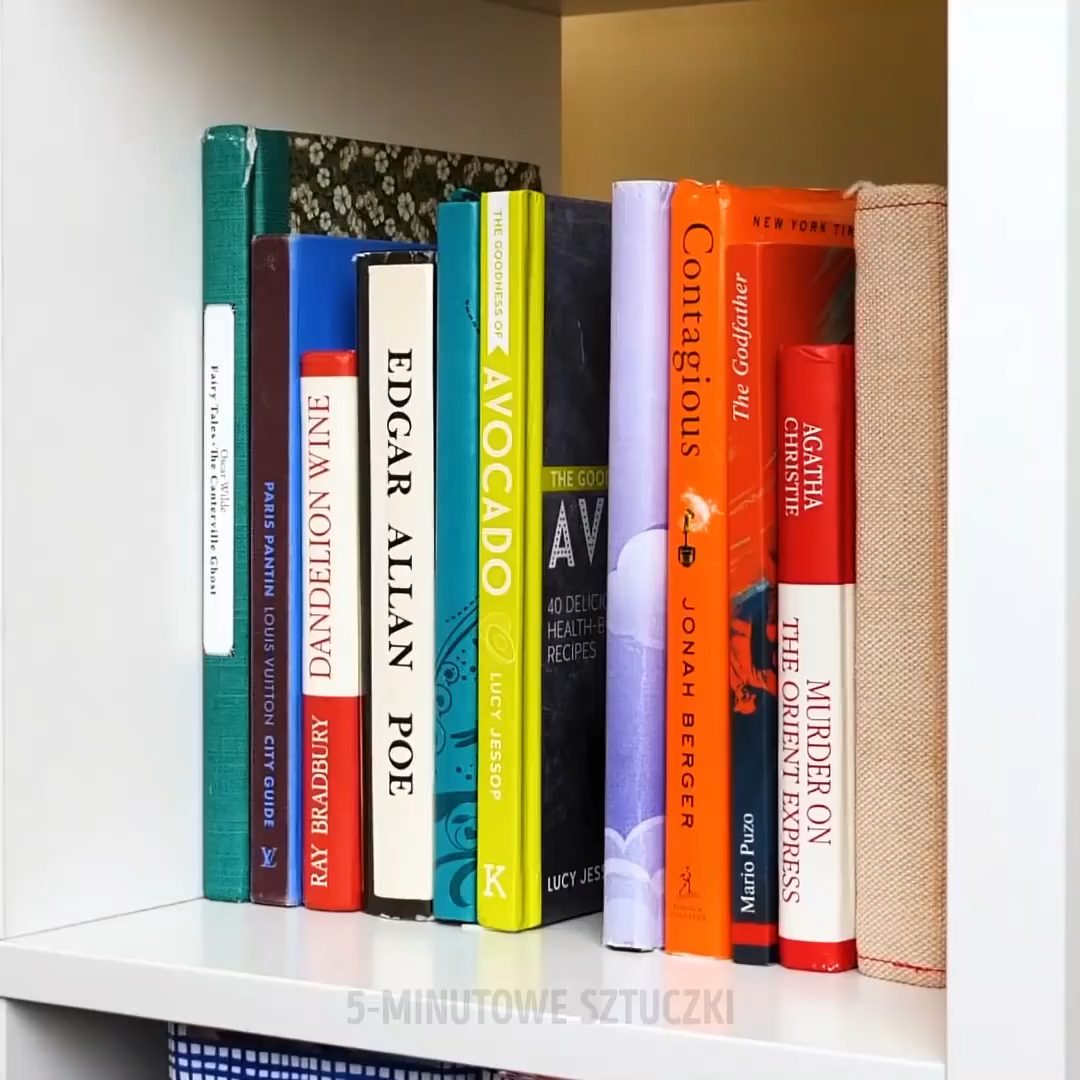 Oscar Wilde
Fairy Tales · The Canterville Ghost
PARIS PANTIN LOUIS VUITTON CITY GUIDE
LV
RAY BRADBURY DANDELION WINE
EDGAR ALLAN POE
THE GOODNESS OF
AVOCADO
LUCY JESSOP
K
THE GOO
AV
40 DELICI
HEALTH-B
RECIPES
LUCY JESS
Contagious
JONAH BERGER
NEW YORK TIM
The Godfather
Mario Puzo
AGATHA
CHRISTIE
MURDER ON
THE ORIENT EXPRESS
5-MINUTOWE SZTUCZKI